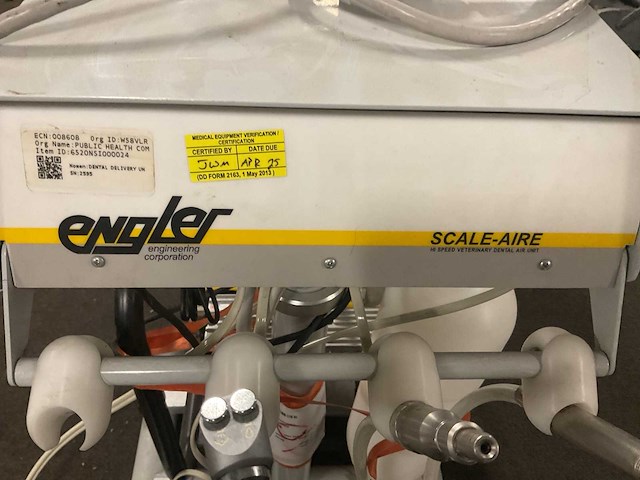 ECN:00860B Org ID:W58VLR
Org Name:PUBLIC HEALTH COM
Item ID:6520NSI000024
Nomen:DENTAL DELIVERY UN
SN:2595
MEDICAL EQUIPMENT VERIFICATION /
CERTIFICATION
CERTIFIED BY DATE DUE
JWM APR 25
(DD FORM 2163, 1 May 2013)
engler
engineering
corporation
SCALE-AIRE
HI SPEED VETERINARY DENTAL AIR UNIT